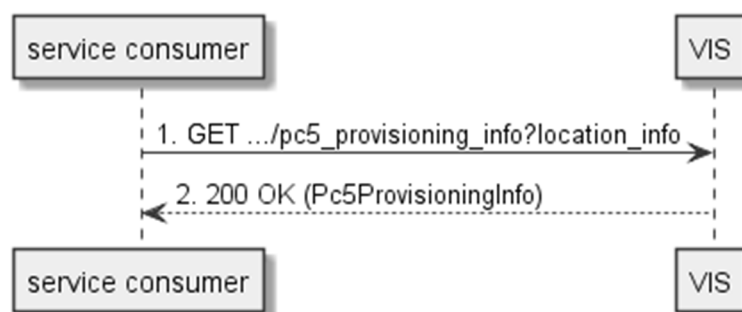 service consumer VIS
1. GET .../pc5_provisioning_info?location_info
2. 200 OK (Pc5ProvisioningInfo)
service consumer VIS